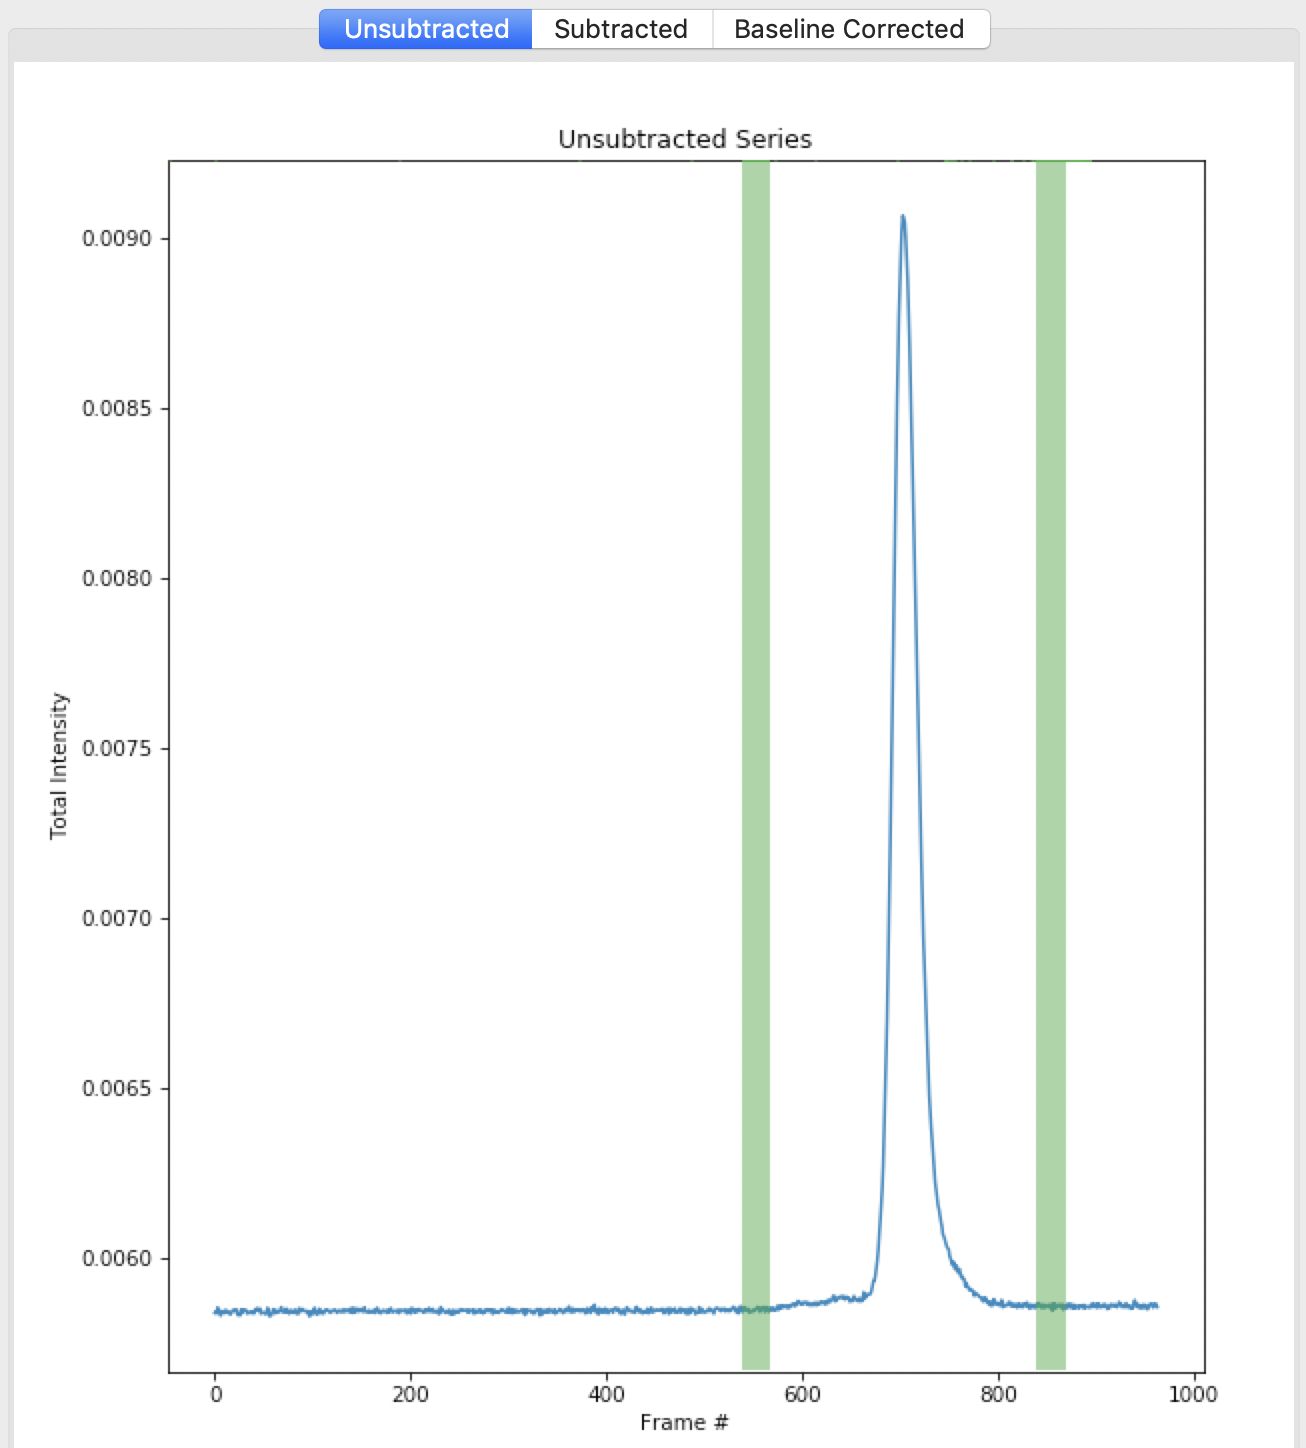 Unsubtracted Subtracted Baseline Corrected
Unsubtracted Series
0.0090
0.0085
0.0080
0.0075
0.0070
0.0065
0.0060
Total Intensity
0 200 400 600 800 1000
Frame #